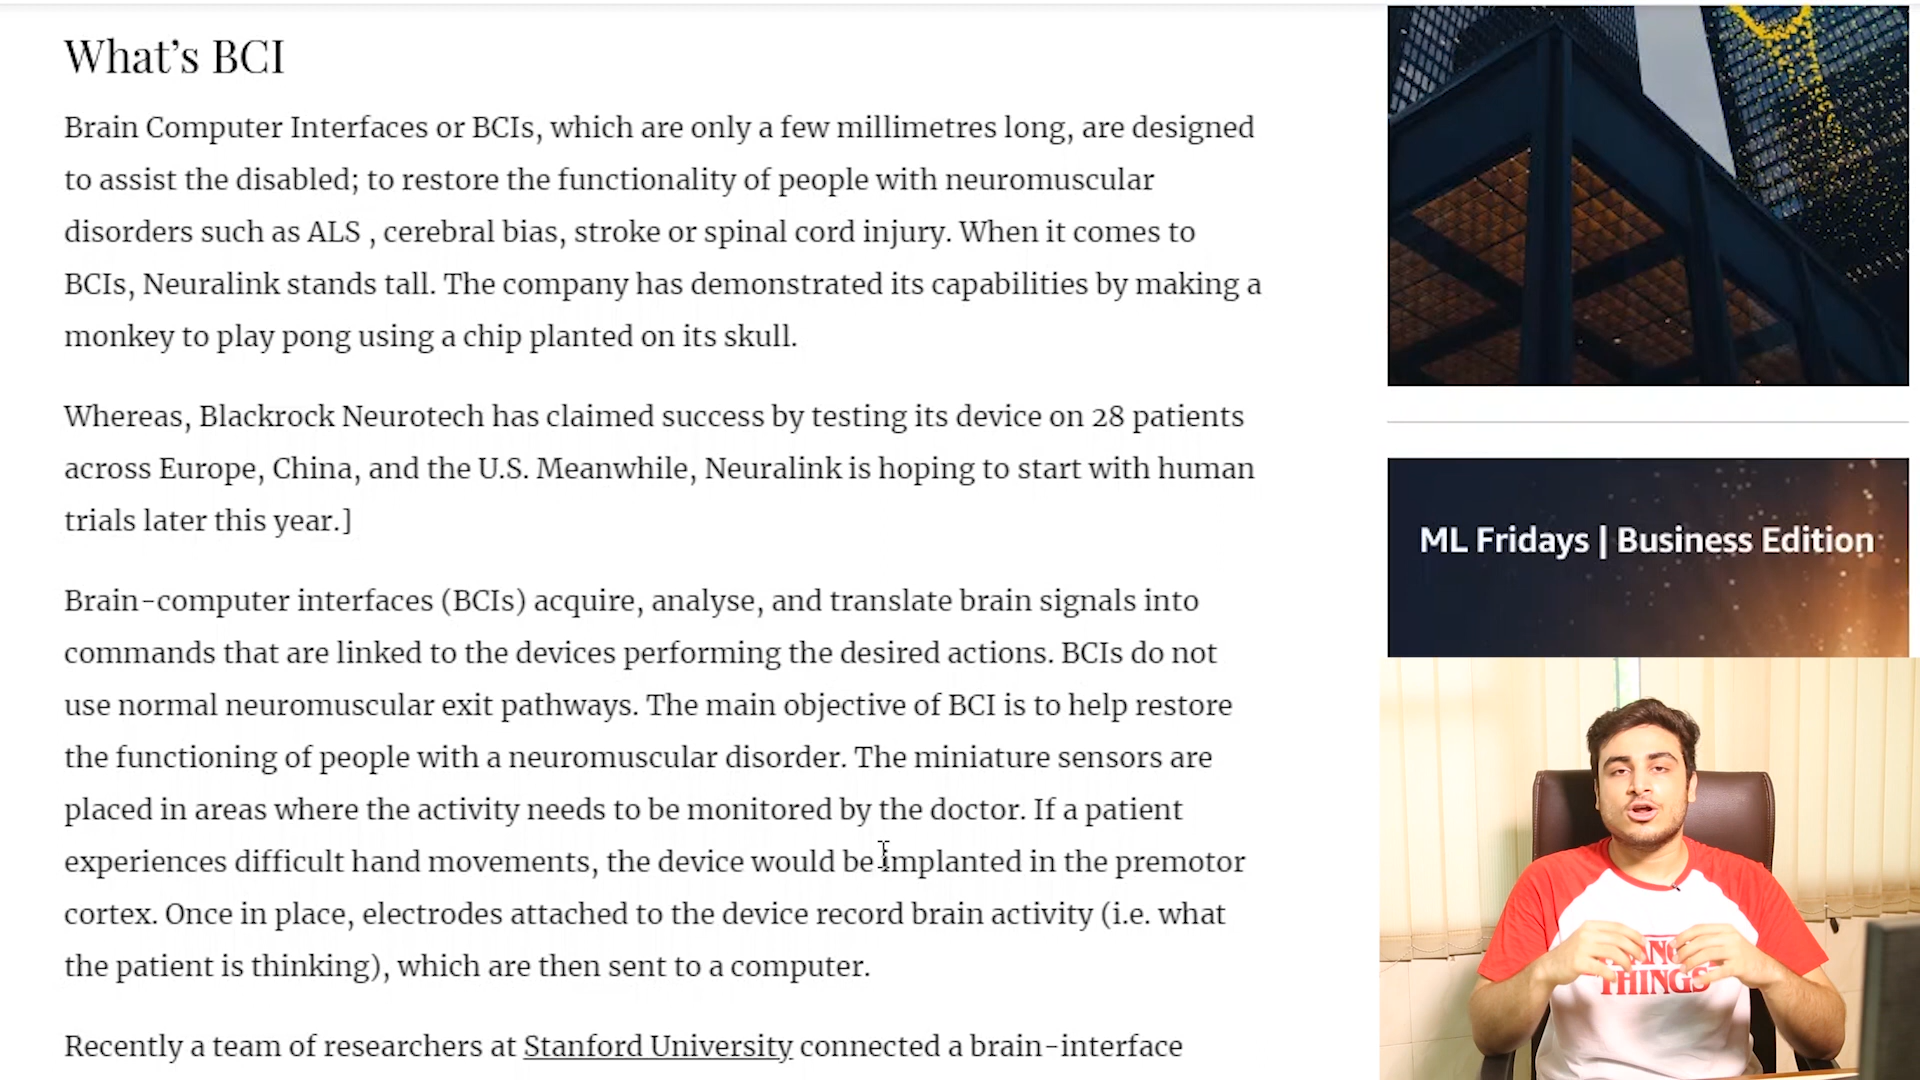 What’s BCI
Brain Computer Interfaces or BCIs, which are only a few millimetres long, are designed
to assist the disabled; to restore the functionality of people with neuromuscular
disorders such as ALS , cerebral bias, stroke or spinal cord injury. When it comes to
BCIs, Neuralink stands tall. The company has demonstrated its capabilities by making a
monkey to play pong using a chip planted on its skull.
Whereas, Blackrock Neurotech has claimed success by testing its device on 28 patients
across Europe, China, and the U.S. Meanwhile, Neuralink is hoping to start with human
trials later this year.]
Brain-computer interfaces (BCIs) acquire, analyse, and translate brain signals into
commands that are linked to the devices performing the desired actions. BCIs do not
use normal neuromuscular exit pathways. The main objective of BCI is to help restore
the functioning of people with a neuromuscular disorder. The miniature sensors are
placed in areas where the activity needs to be monitored by the doctor. If a patient
experiences difficult hand movements, the device would be implanted in the premotor
cortex. Once in place, electrodes attached to the device record brain activity (i.e. what
the patient is thinking), which are then sent to a computer.
Recently a team of researchers at Stanford University connected a brain-interface
ML Fridays | Business Edition
THINGS